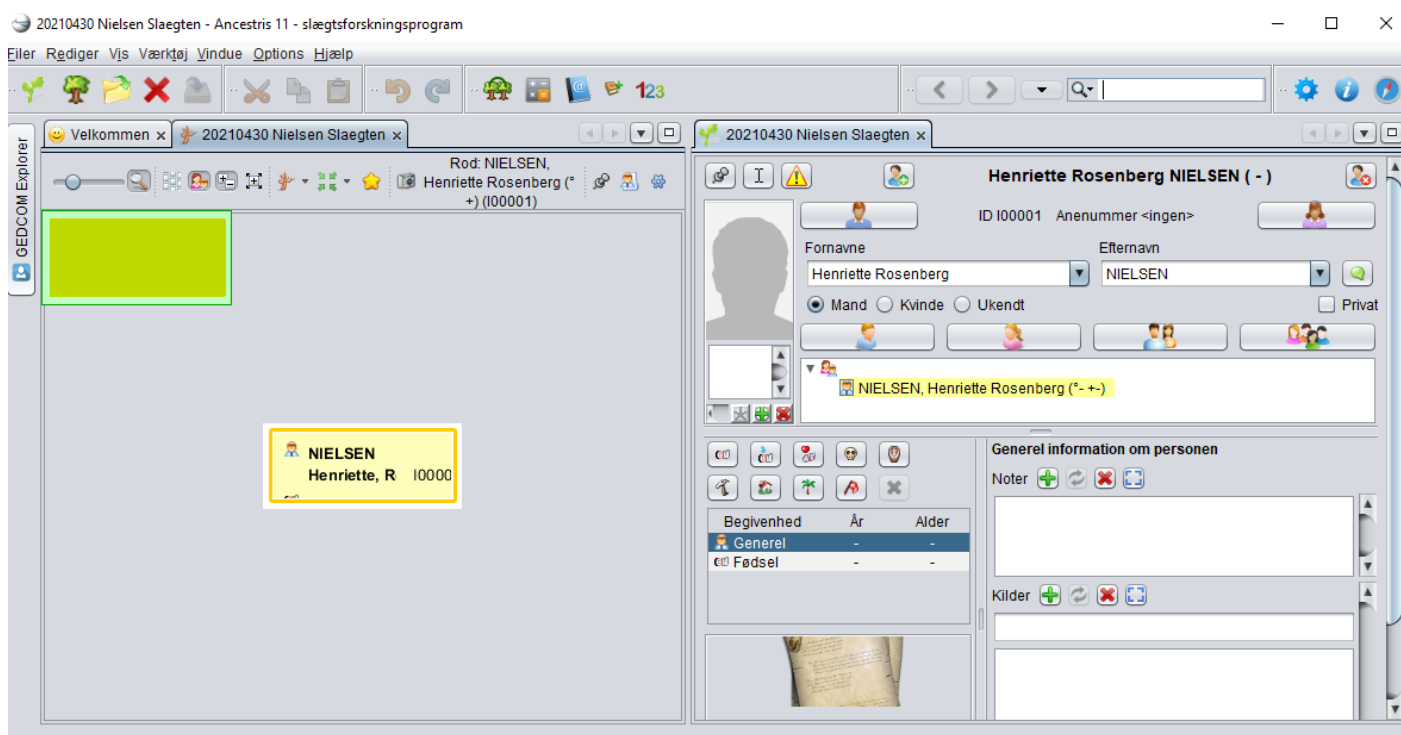 20210430 Nielsen Slaegten - Ancestris 11 - slægtsforskningsprogram
Filer Rediger Vis Værktøj Vindue Options Hjælp
123
GEDCOM Explorer
Velkommen x
20210430 Nielsen Slaegten x
Rod: NIELSEN,
Henriette Rosenberg (°
+) (I00001)
NIELSEN
Henriette, R I0000
20210430 Nielsen Slaegten x
Henriette Rosenberg NIELSEN ( - )
ID I00001 Anenummer <ingen>
Fornavne Efternavn
Henriette Rosenberg NIELSEN
Mand Kvinde Ukendt Privat
NIELSEN, Henriette Rosenberg (°- +-)
Begivenhed År Alder
Generel - -
Fødsel - -
Generel information om personen
Noter
Kilder